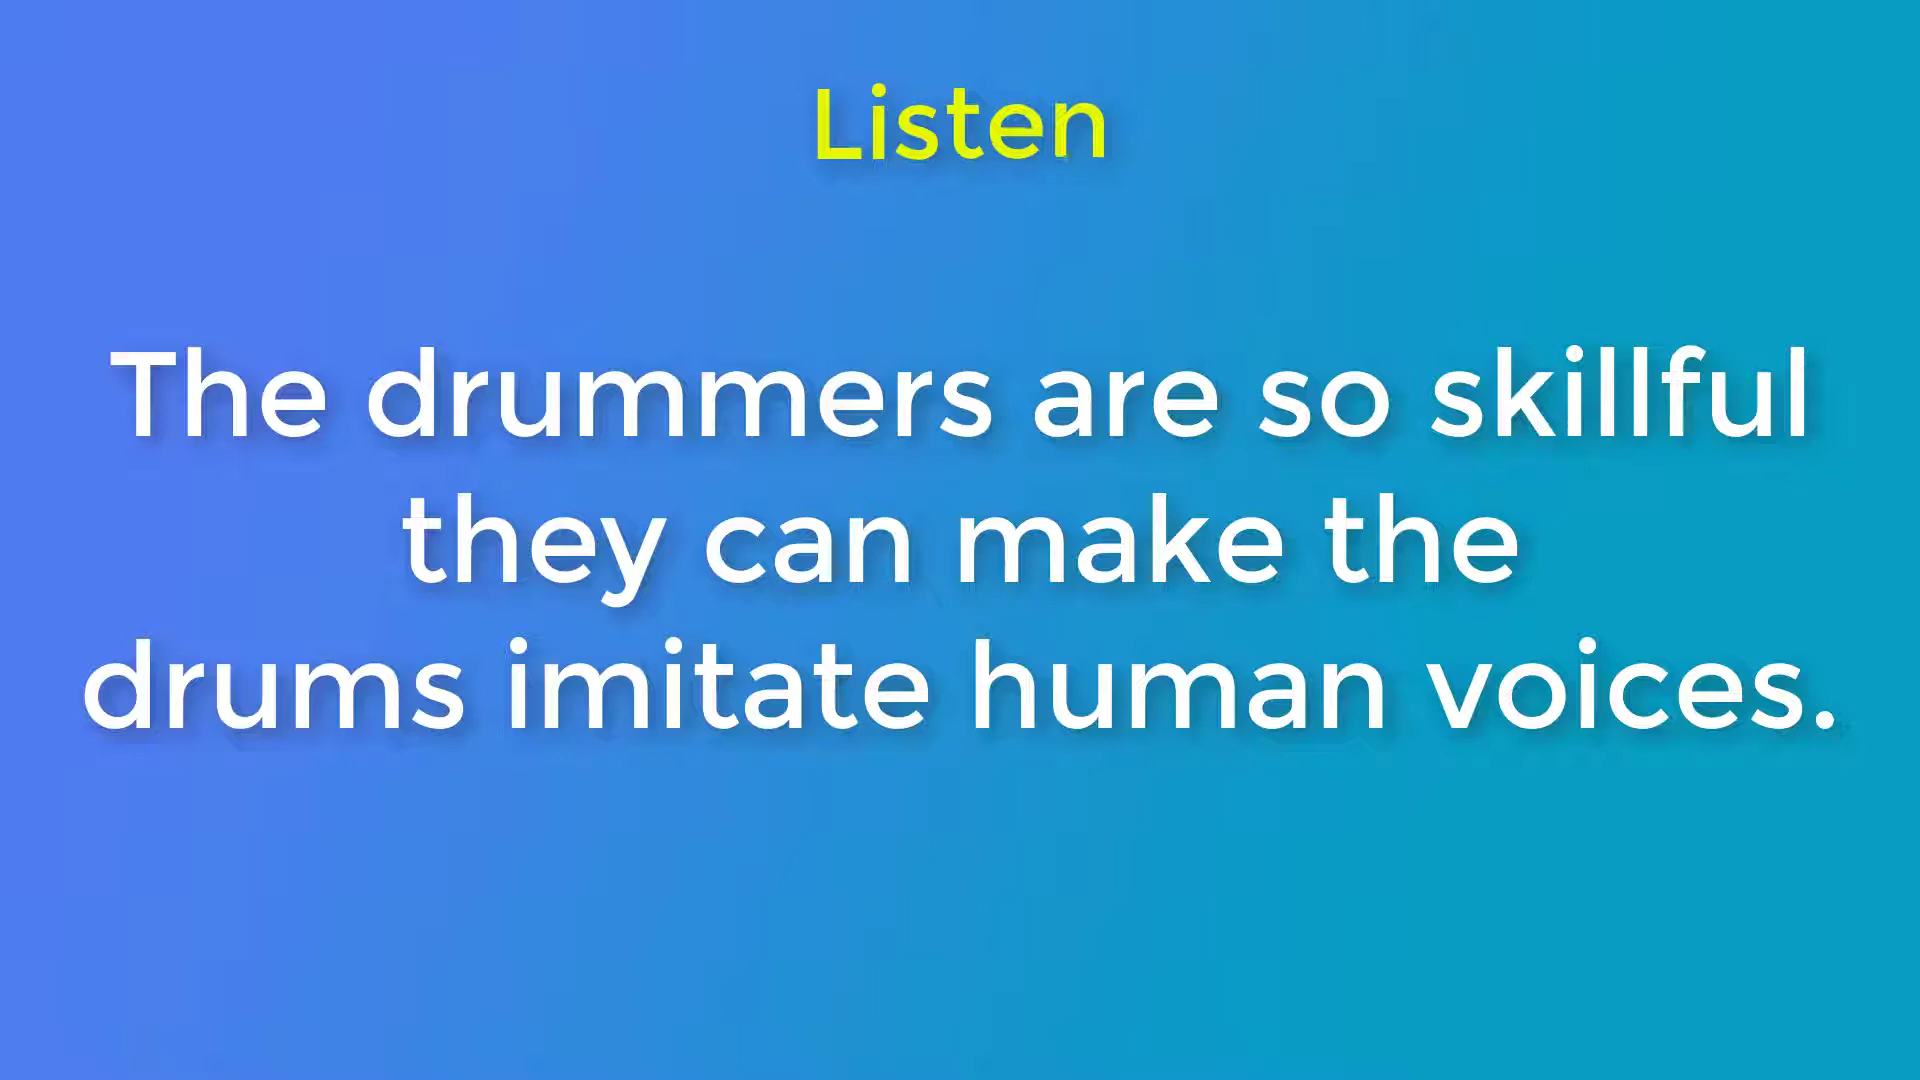 Listen
The drummers are so skillful
they can make the
drums imitate human voices.